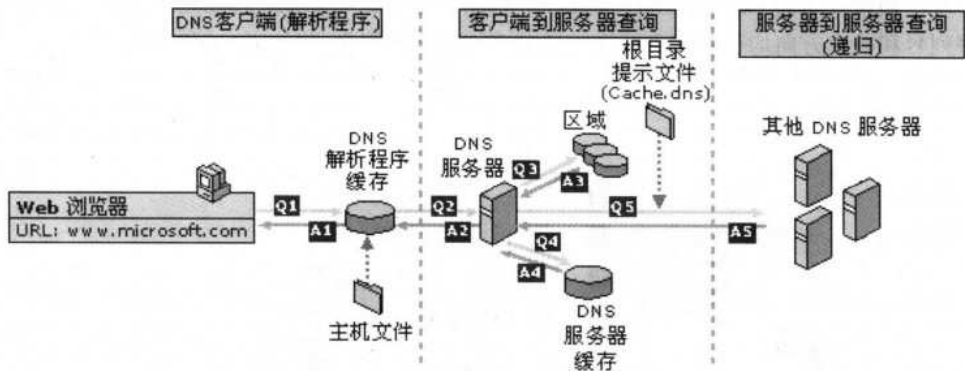 DNS客户端(解析程序)
客户端到服务器查询
服务器到服务器查询
(递归)
根目录
提示文件
(Cache.dns)
区域
其他 DNS 服务器
DNS
解析程序
缓存
DNS
服务器
Q3
A3
Web 浏览器
URL: www.microsoft.com
Q1
A1
Q2
A2
Q5
A5
Q4
A4
主机文件
DNS
服务器
缓存